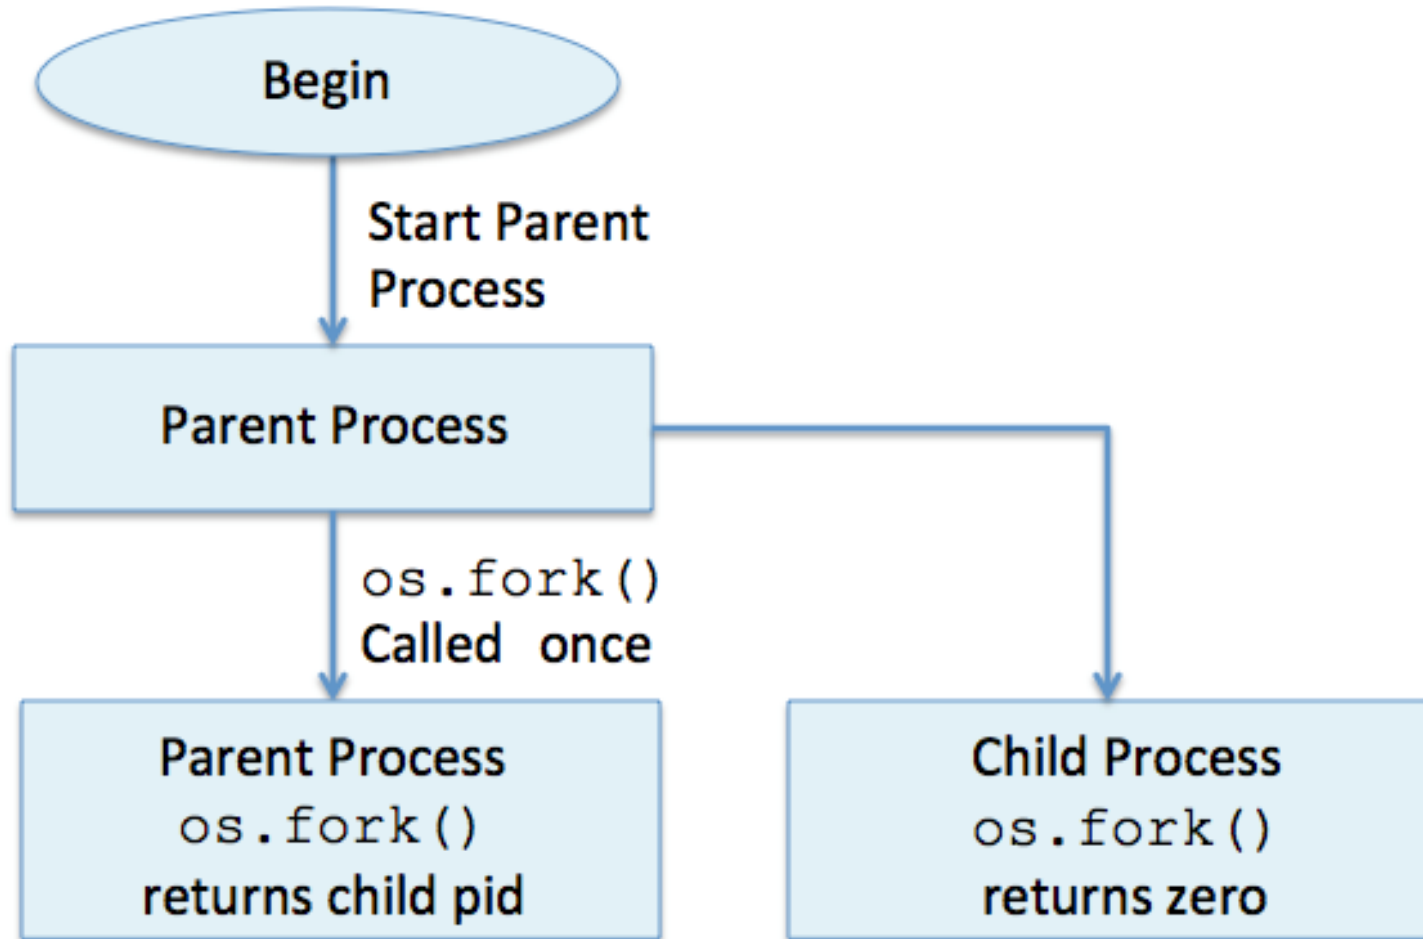 Begin
Start Parent
Process
Parent Process
os.fork()
Called once
Parent Process
os.fork()
returns child pid
Child Process
os.fork()
returns zero